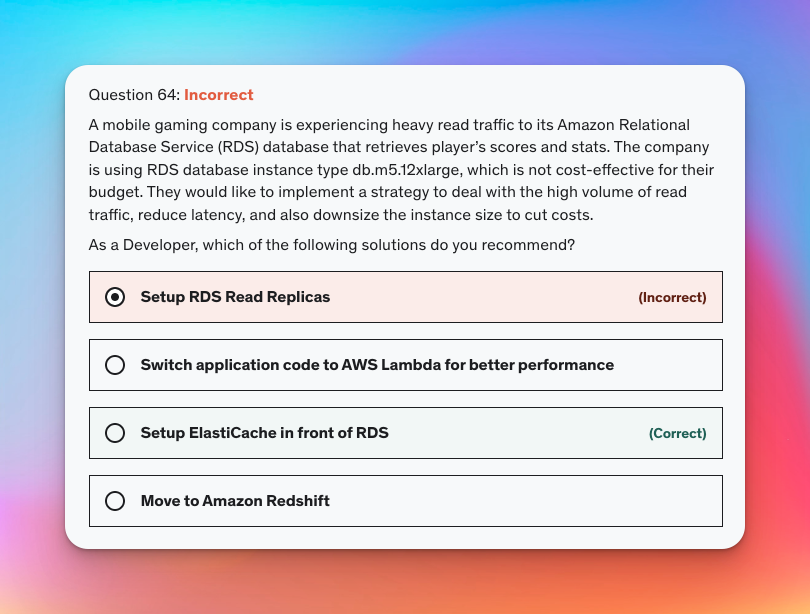 Question 64: Incorrect
A mobile gaming company is experiencing heavy read traffic to its Amazon Relational
Database Service (RDS) database that retrieves player’s scores and stats. The company
is using RDS database instance type db.m5.12xlarge, which is not cost-effective for their
budget. They would like to implement a strategy to deal with the high volume of read
traffic, reduce latency, and also downsize the instance size to cut costs.
As a Developer, which of the following solutions do you recommend?
Setup RDS Read Replicas (Incorrect)
Switch application code to AWS Lambda for better performance
Setup ElastiCache in front of RDS (Correct)
Move to Amazon Redshift